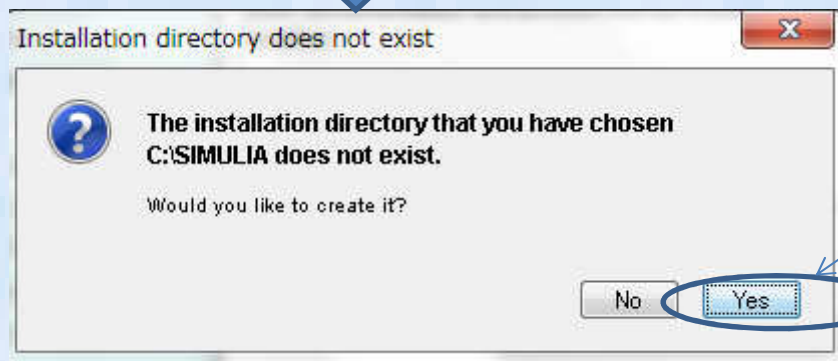 Installation directory does not exist
The installation directory that you have chosen
C:\SIMULIA does not exist.
Would you like to create it?
No
Yes